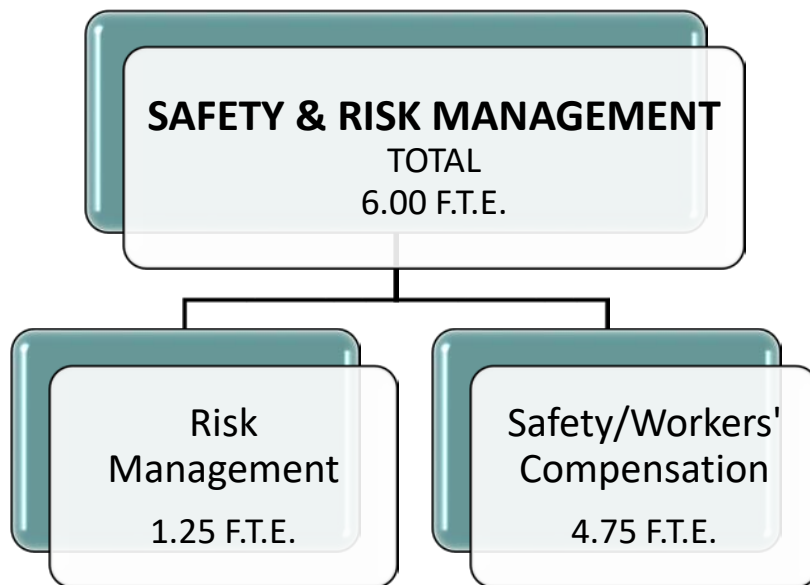 SAFETY & RISK MANAGEMENT
TOTAL
6.00 F.T.E.
Risk
Management
1.25 F.T.E.
Safety/Workers'
Compensation
4.75 F.T.E.